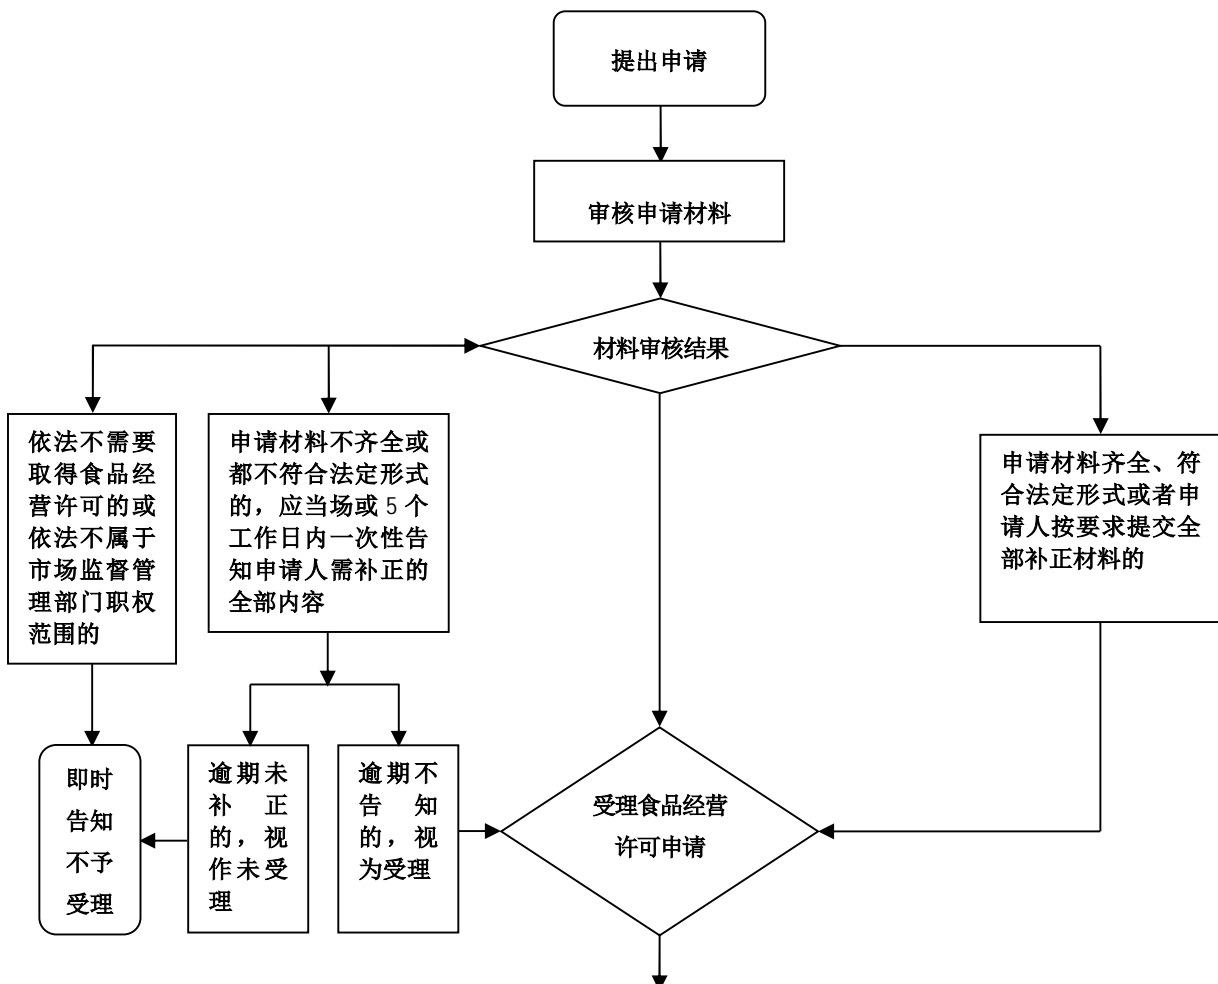 提出申请
审核申请材料
材料审核结果
依法不需要
取得食品经
营许可的或
依法不属于
市场监督管
理部门职权
范围的
申请材料不齐全或
都不符合法定形式
的，应当场或 5 个
工作日内一次性告
知申请人需补正的
全部内容
申请材料齐全、符
合法定形式或者申
请人按要求提交全
部补正材料的
即时
告知
不予
受理
逾期未
补正
的，视
作未受
理
逾期不
告知
的，视
为受理
受理食品经营
许可申请